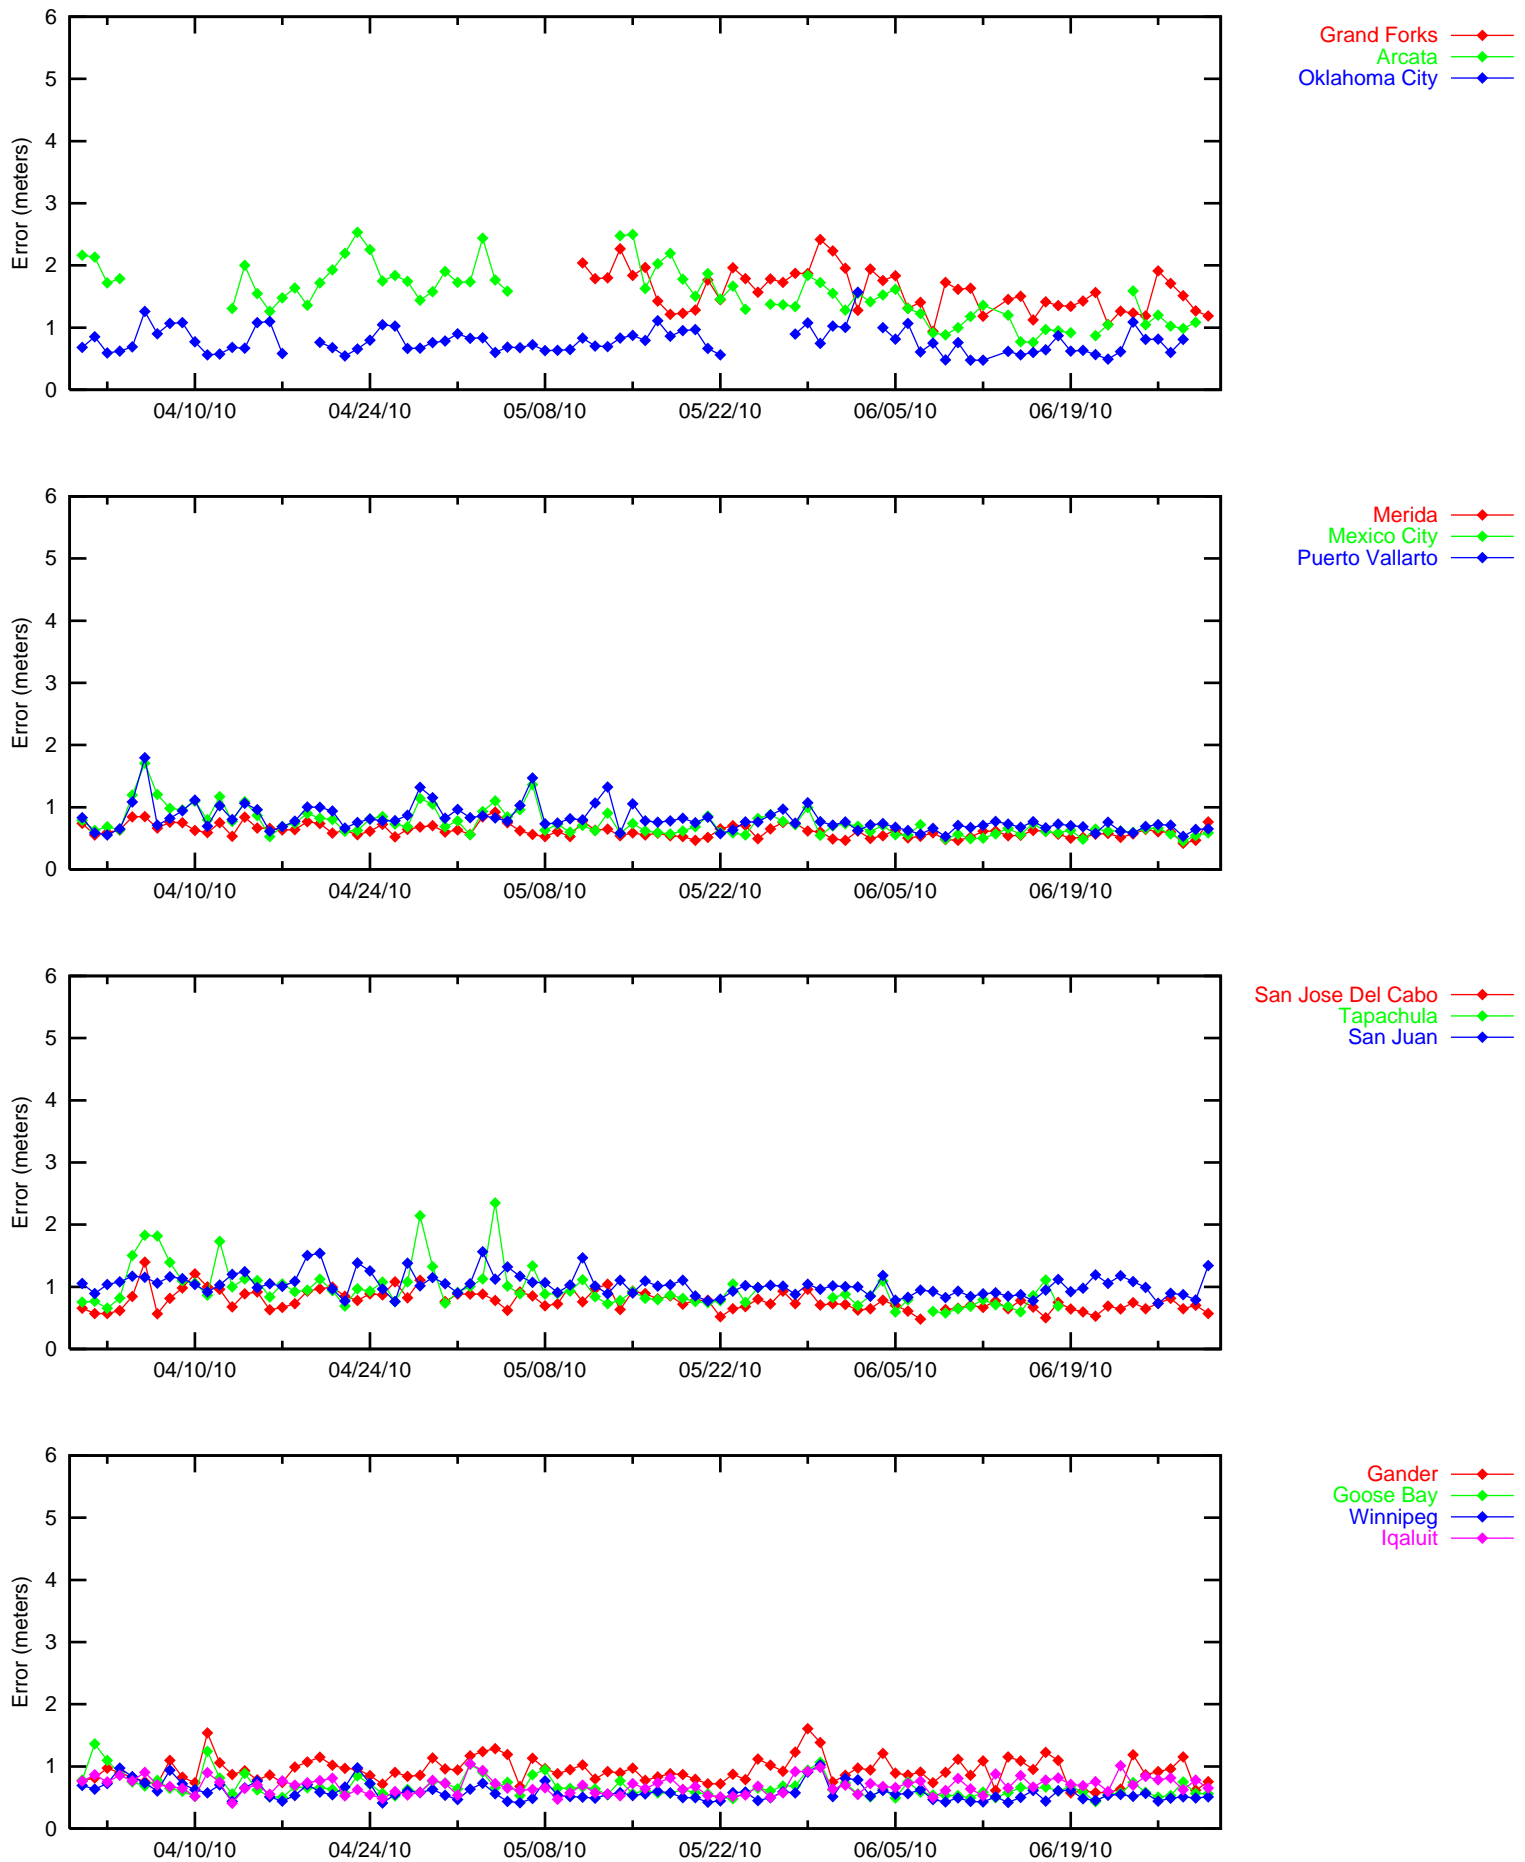 6
5
4
3
2
1
0
Error (meters)
04/10/10 04/24/10 05/08/10 05/22/10 06/05/10 06/19/10
Grand Forks
Arcata
Oklahoma City
6
5
4
3
2
1
0
Error (meters)
04/10/10 04/24/10 05/08/10 05/22/10 06/05/10 06/19/10
Merida
Mexico City
Puerto Vallarto
6
5
4
3
2
1
0
Error (meters)
04/10/10 04/24/10 05/08/10 05/22/10 06/05/10 06/19/10
San Jose Del Cabo
Tapachula
San Juan
6
5
4
3
2
1
0
Error (meters)
04/10/10 04/24/10 05/08/10 05/22/10 06/05/10 06/19/10
Gander
Goose Bay
Winnipeg
Iqaluit